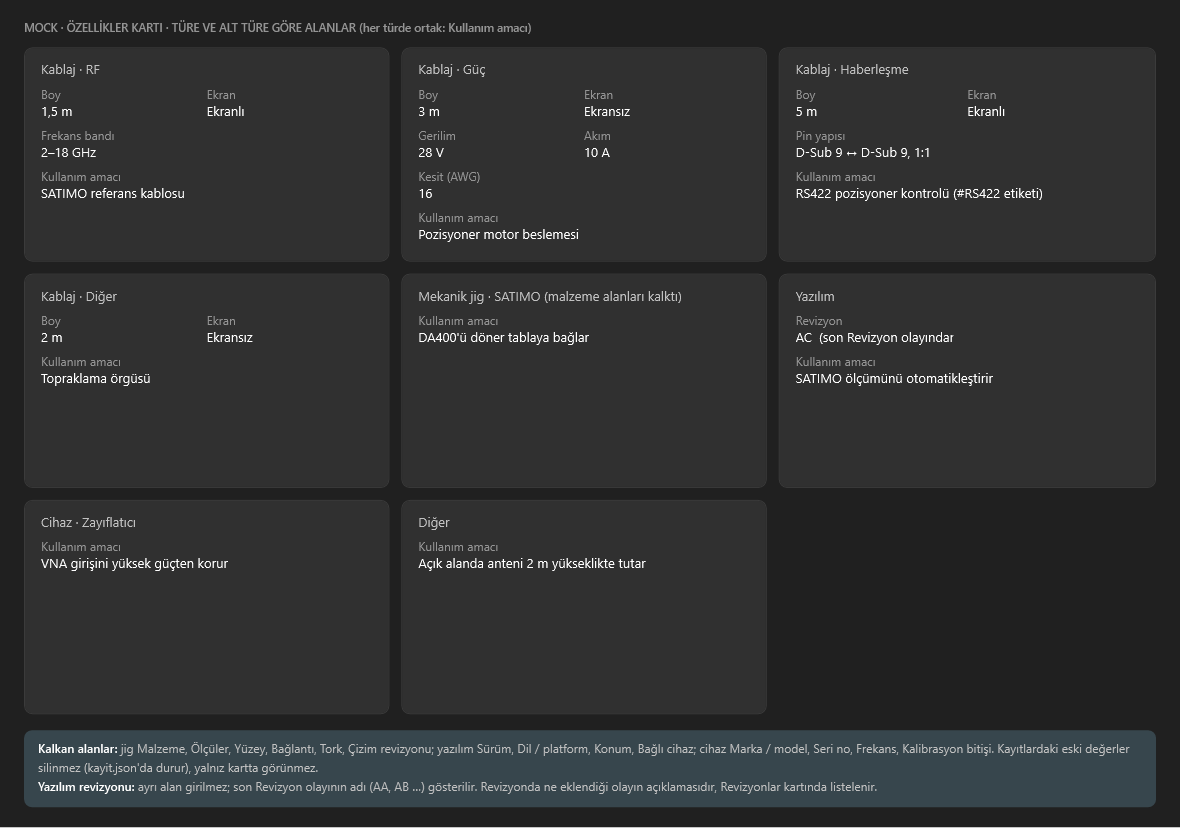 MOCK · ÖZELLİKLER KARTI · TÜRE VE ALT TÜRE GÖRE ALANLAR (her türde ortak: Kullanım amacı)
Kablaj · RF
Boy Ekran
1,5 m Ekranlı
Frekans bandı
2–18 GHz
Kullanım amacı
SATIMO referans kablosu
Kablaj · Güç
Boy Ekran
3 m Ekransız
Gerilim Akım
28 V 10 A
Kesit (AWG)
16
Kullanım amacı
Pozisyoner motor beslemesi
Kablaj · Haberleşme
Boy Ekran
5 m Ekranlı
Pin yapısı
D-Sub 9 ↔ D-Sub 9, 1:1
Kullanım amacı
RS422 pozisyoner kontrolü (#RS422 etiketi)
Kablaj · Diğer
Boy Ekran
2 m Ekransız
Kullanım amacı
Topraklama örgüsü
Mekanik jig · SATIMO (malzeme alanları kalktı)
Kullanım amacı
DA400'ü döner tablaya bağlar
Yazılım
Revizyon
AC (son Revizyon olayından
Kullanım amacı
SATIMO ölçümünü otomatikleştirir
Cihaz · Zayıflatıcı
Kullanım amacı
VNA girişini yüksek güçten korur
Diğer
Kullanım amacı
Açık alanda anteni 2 m yükseklikte tutar
Kalkan alanlar: jig Malzeme, Ölçüler, Yüzey, Bağlantı, Tork, Çizim revizyonu; yazılım Sürüm, Dil / platform, Konum, Bağlı cihaz; cihaz Marka / model, Seri no, Frekans, Kalibrasyon bitişi. Kayıtlardaki eski değerler
silinmez (kayit.json'da durur), yalnız kartta görünmez.
Yazılım revizyonu: ayrı alan girilmez; son Revizyon olayının adı (AA, AB ...) gösterilir. Revizyonda ne eklendiği olayın açıklamasıdır, Revizyonlar kartında listelenir.